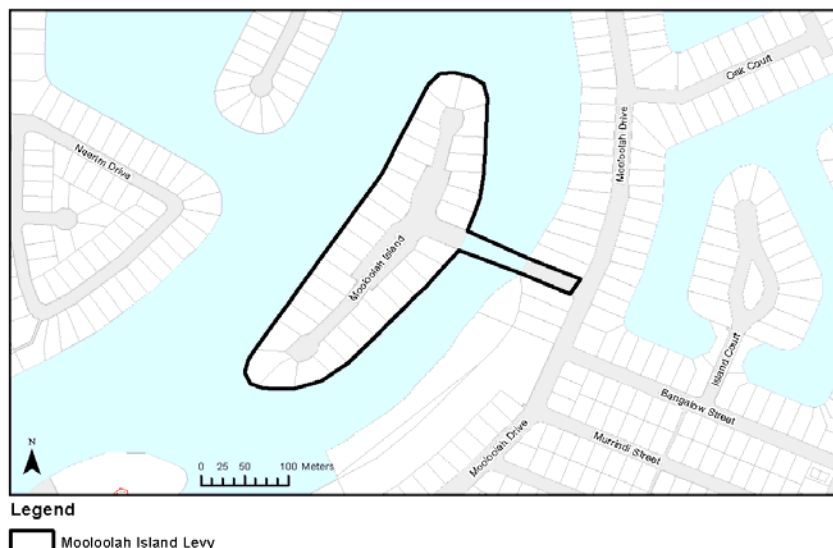 Oak Court
Mooloolah Drive
Neerim Drive
Mooloolah Island
Island Court
Bangalow Street
Murrindi Street
Mooloolah Drive
N
0 25 50 100 Meters
Legend
Mooloolah Island Levy